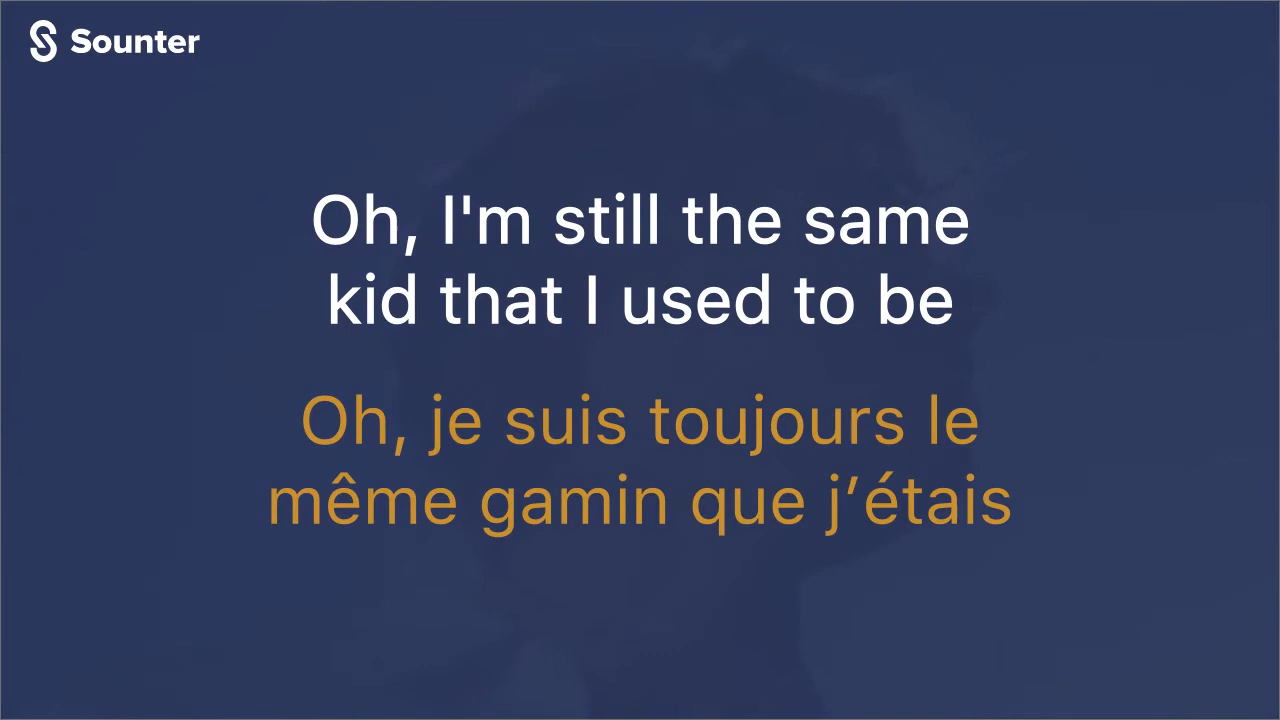 Sounter
Oh, I'm still the same
kid that I used to be
Oh, je suis toujours le
même gamin que j’étais